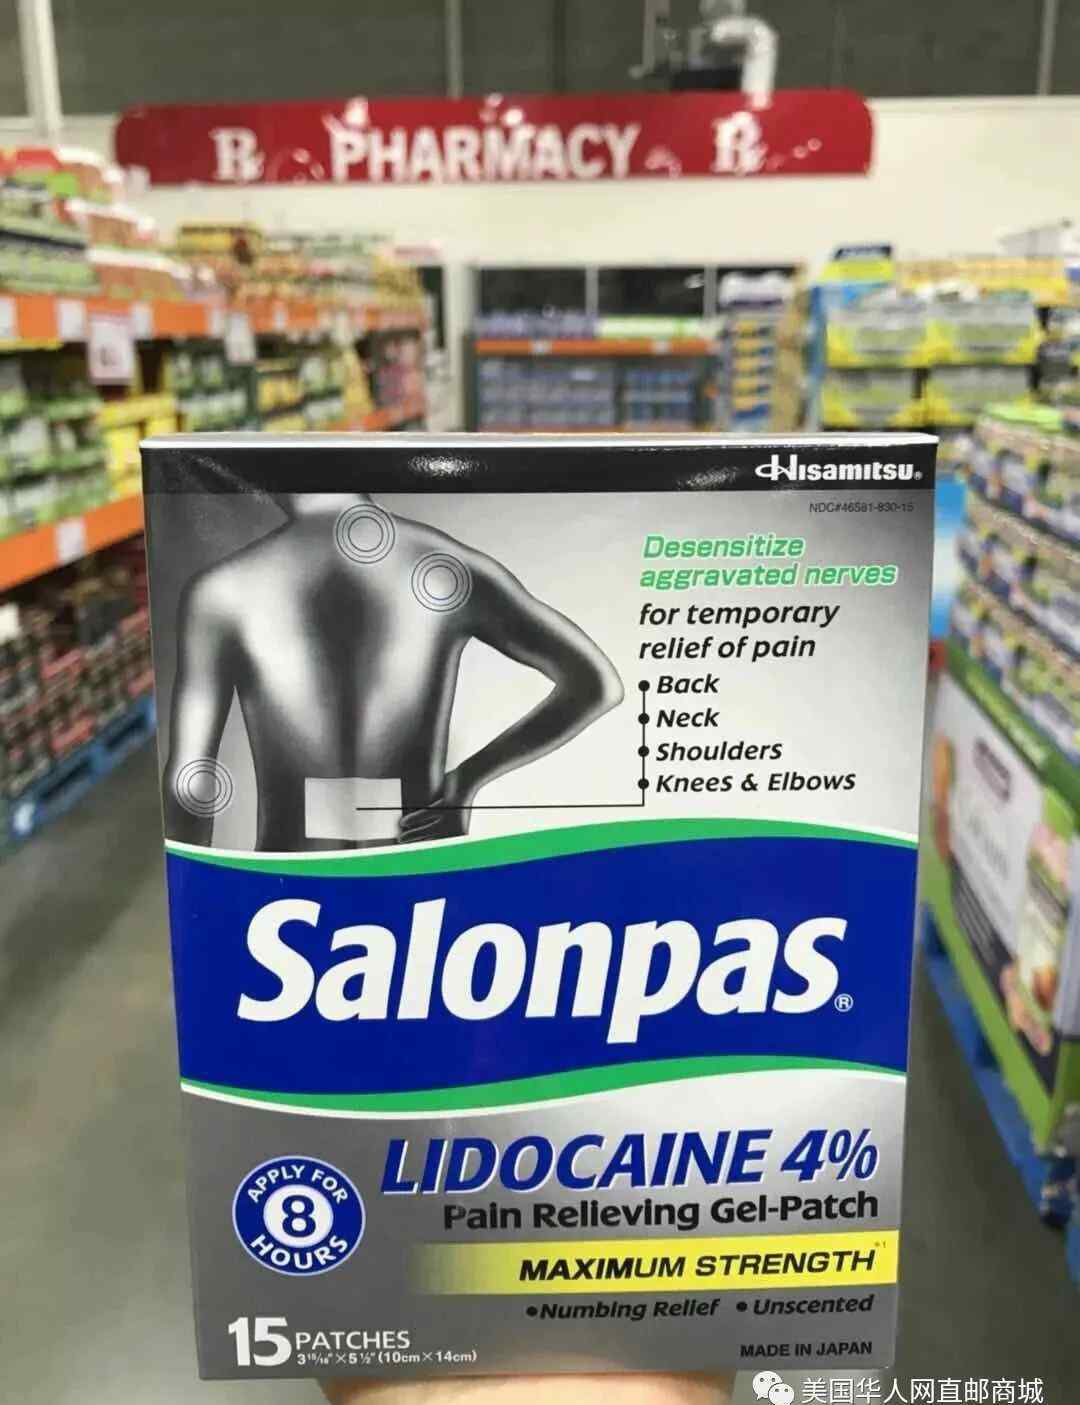 PHARMACY
Hisamitsu®
NDC#46581-830-15
Desensitize
aggravated nerves
for temporary
relief of pain
•Back
•Neck
•Shoulders
•Knees & Elbows
Salonpas®
LIDOCAINE 4%
Pain Relieving Gel-Patch
APPLY FOR
8
HOURS
MAXIMUM STRENGTH*1
•Numbing Relief •Unscented
15 PATCHES
3 15/16"×5 ½" (10cm×14cm)
MADE IN JAPAN
美国华人网直邮商城